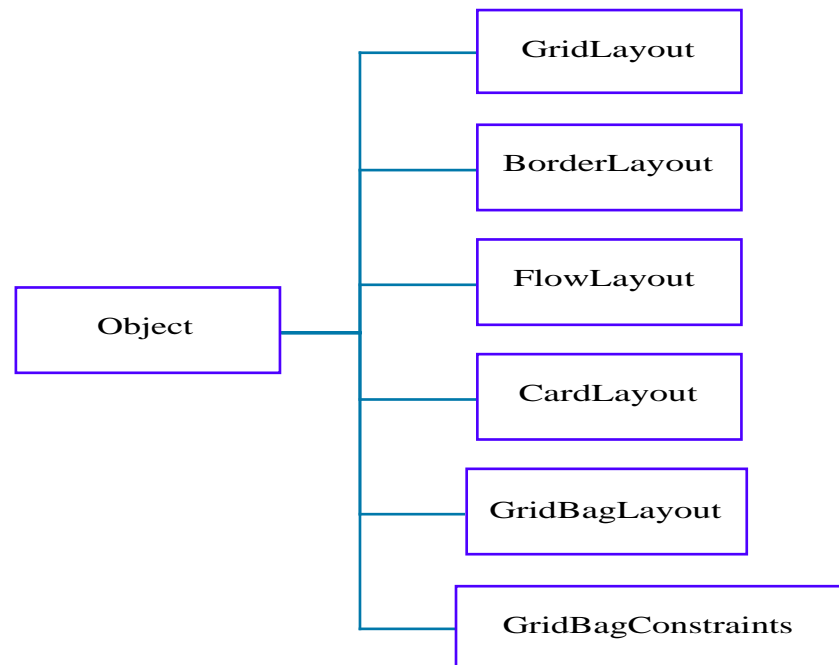 GridLayout
BorderLayout
FlowLayout
Object
CardLayout
GridBagLayout
GridBagConstraints